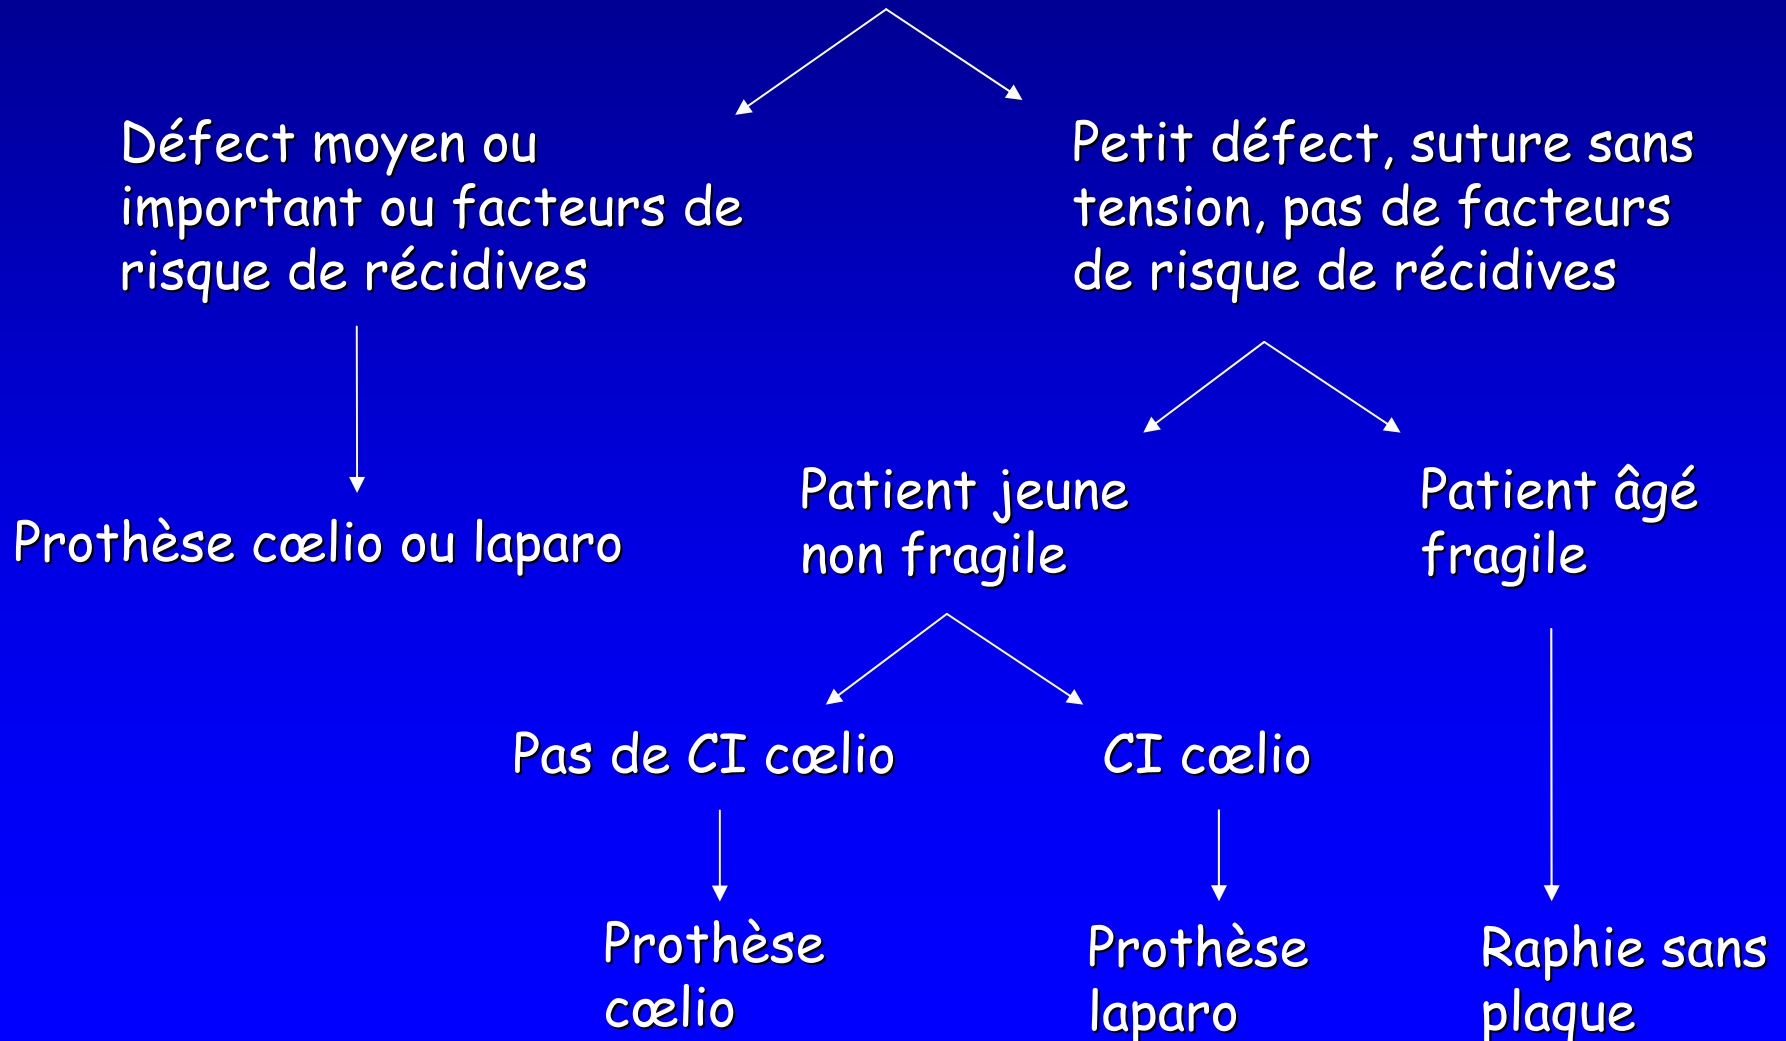 Défect moyen ou
important ou facteurs de
risque de récidives
Petit défect, suture sans
tension, pas de facteurs
de risque de récidives
Prothèse cœlio ou laparo
Patient jeune
non fragile
Patient âgé
fragile
Pas de CI cœlio
CI cœlio
Prothèse
cœlio
Prothèse
laparo
Raphie sans
plaque